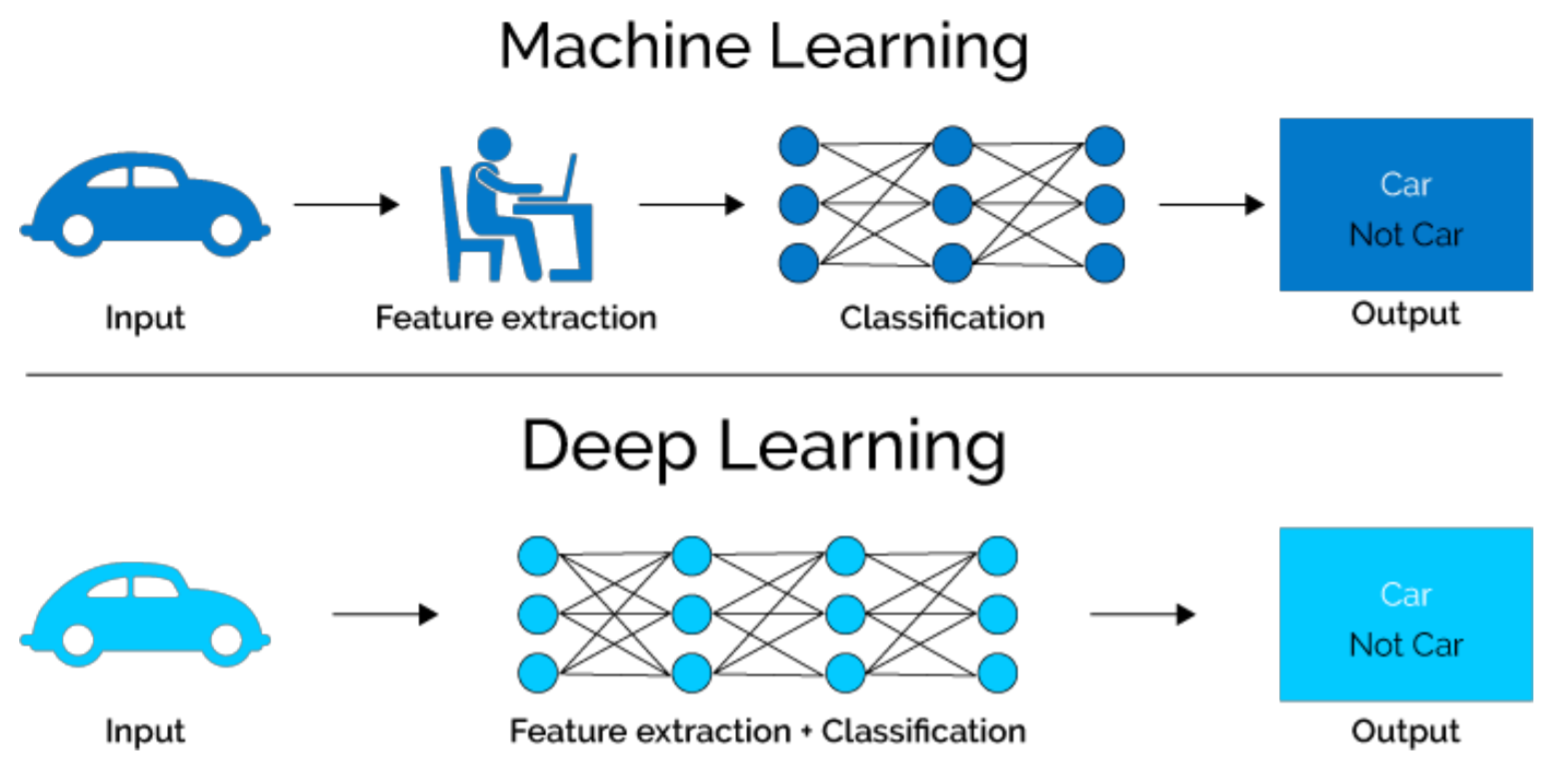 Machine Learning
Car
Not Car
Input
Feature extraction
Classification
Output
Deep Learning
Car
Not Car
Input
Feature extraction + Classification
Output